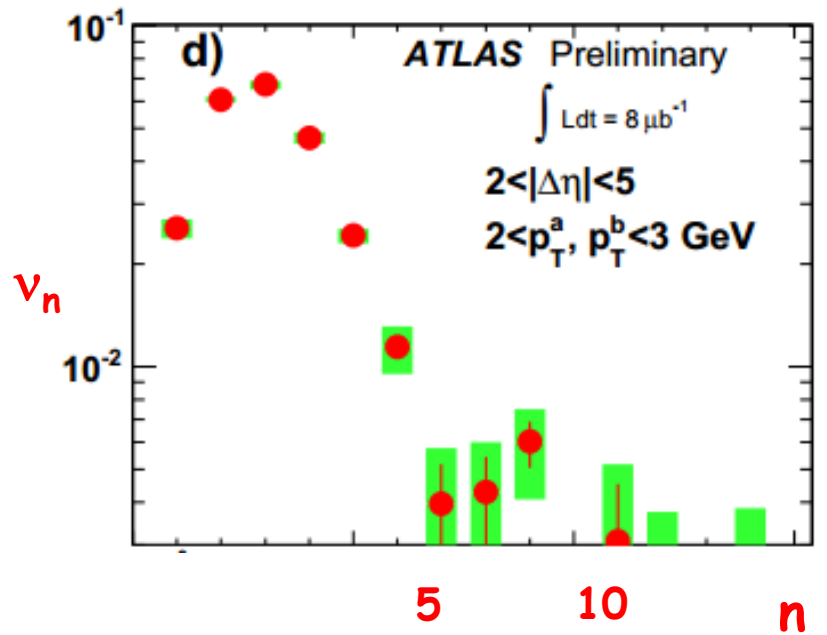 10⁻¹
d) ATLAS Preliminary
∫ Ldt = 8 μb⁻¹
2<|Δη|<5
2<p_T^a, p_T^b<3 GeV
ν_n
10⁻²
5 10 n